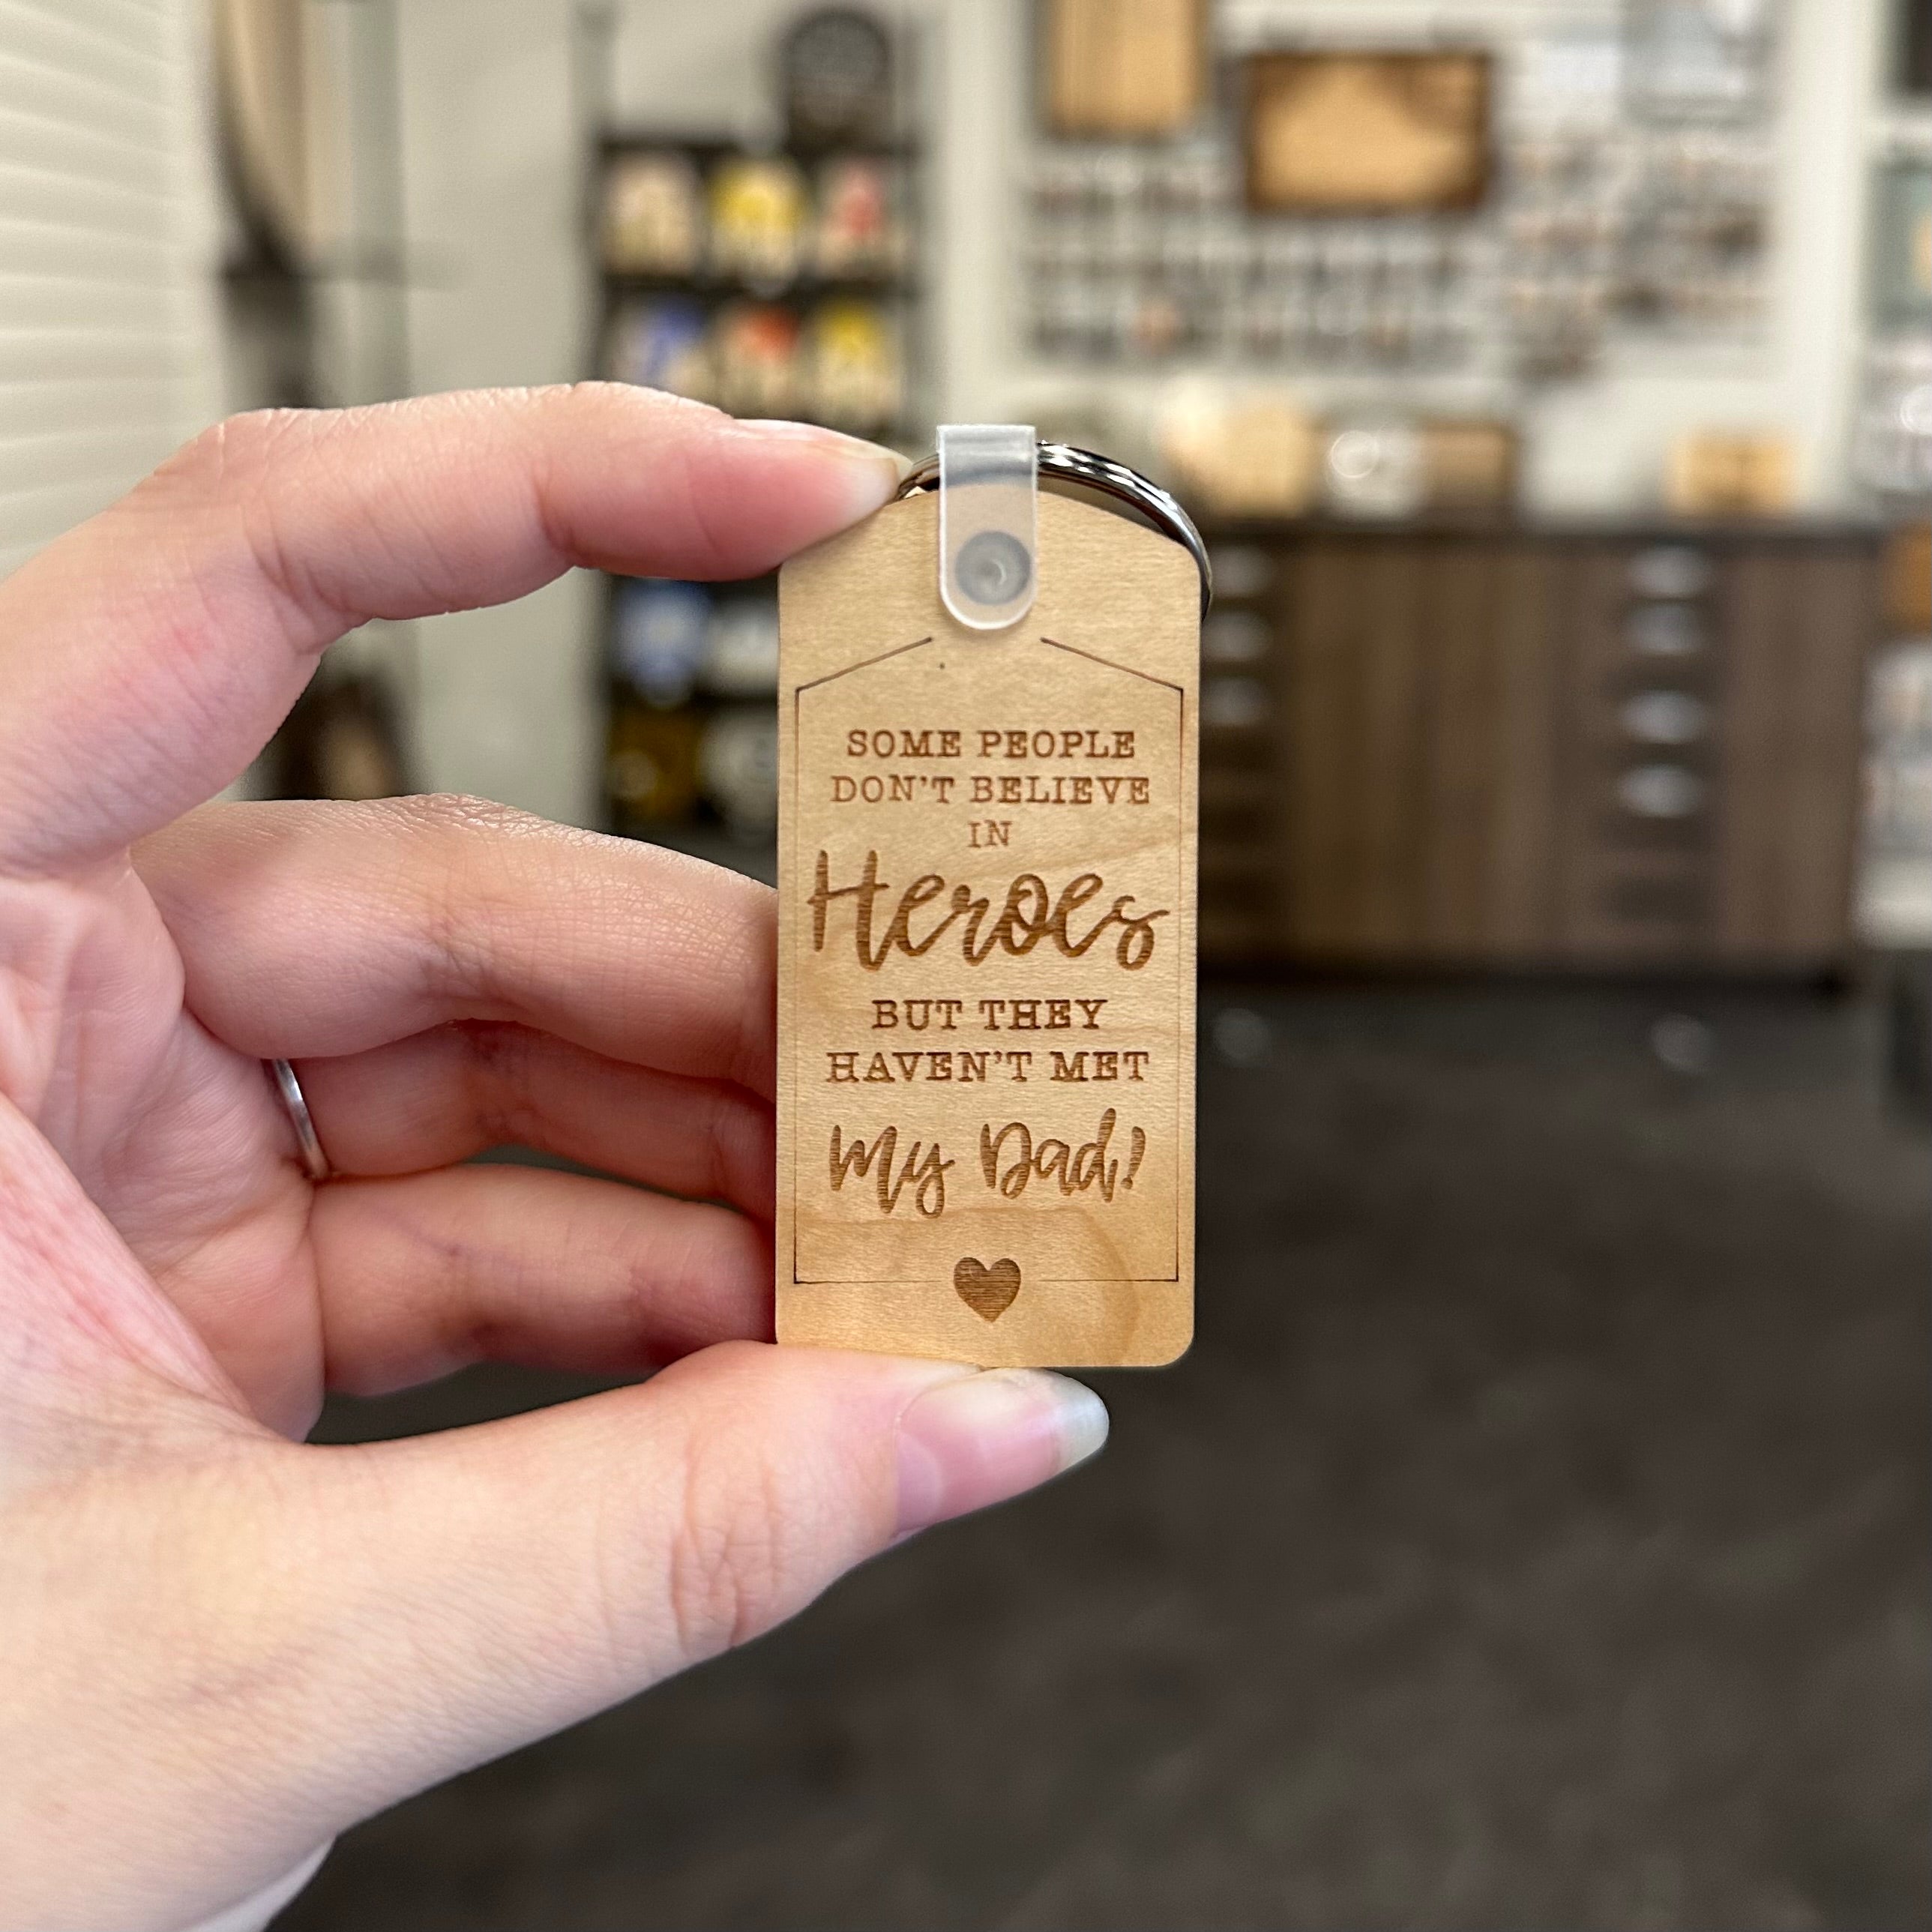 SOME PEOPLE
DON'T BELIEVE
IN
Heroes
BUT THEY
HAVEN'T MET
My Dad!